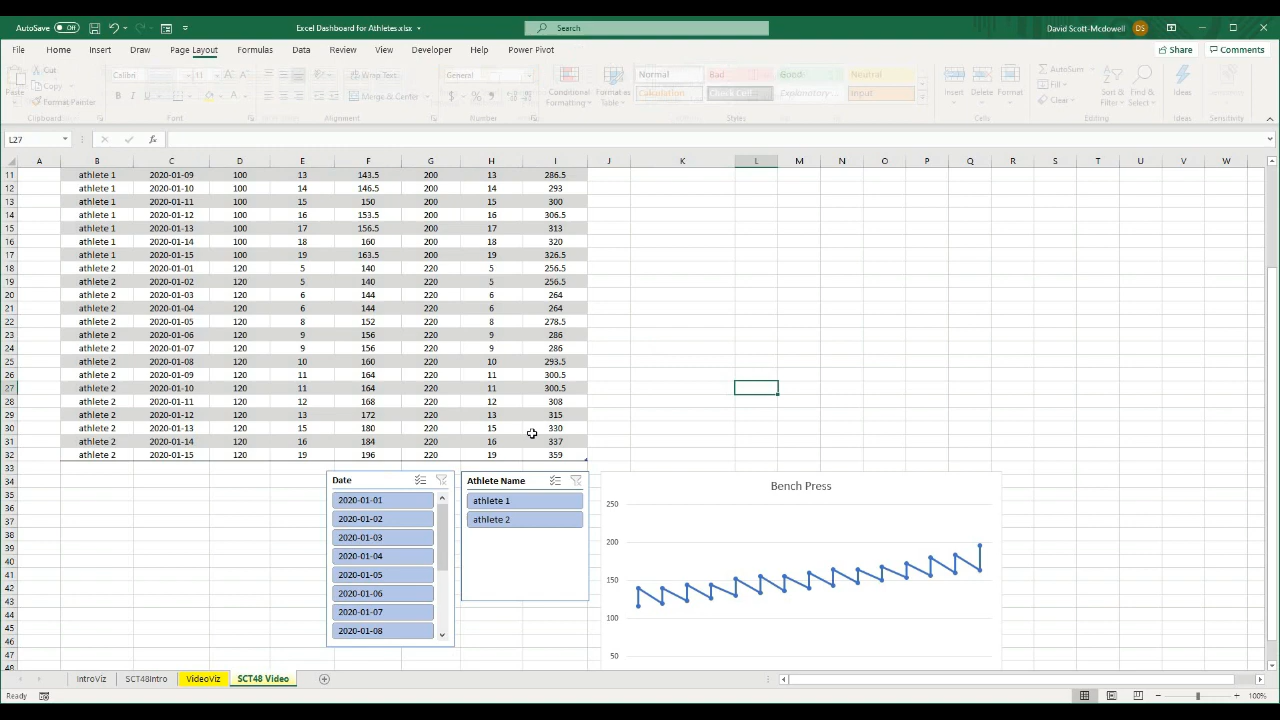 AutoSave Off Excel Dashboard for Athletes.xlsx Search David Scott-Mcdowell DS
File Home Insert Draw Page Layout Formulas Data Review View Developer Help Power Pivot Share Comments
Cut Calibri 11 Wrap Text General Normal Bad Good Neutral AutoSum
Copy Fill
Paste Format Painter Merge & Center Conditional Formatting Format as Table Calculation Check Cell Explanatory... Input Insert Delete Format Clear Sort & Filter Find & Select Ideas Sensitivity
Clipboard Font Alignment Number Styles Cells Editing Ideas Sensitivity
L27 fx
A B C D E F G H I J K L M N O P Q R S T U V W
11 athlete 1 2020-01-09 100 13 143.5 200 13 286.5
12 athlete 1 2020-01-10 100 14 146.5 200 14 293
13 athlete 1 2020-01-11 100 15 150 200 15 300
14 athlete 1 2020-01-12 100 16 153.5 200 16 306.5
15 athlete 1 2020-01-13 100 17 156.5 200 17 313
16 athlete 1 2020-01-14 100 18 160 200 18 320
17 athlete 1 2020-01-15 100 19 163.5 200 19 326.5
18 athlete 2 2020-01-01 120 5 140 220 5 256.5
19 athlete 2 2020-01-02 120 5 140 220 5 256.5
20 athlete 2 2020-01-03 120 6 144 220 6 264
21 athlete 2 2020-01-04 120 6 144 220 6 264
22 athlete 2 2020-01-05 120 8 152 220 8 278.5
23 athlete 2 2020-01-06 120 9 156 220 9 286
24 athlete 2 2020-01-07 120 9 156 220 9 286
25 athlete 2 2020-01-08 120 10 160 220 10 293.5
26 athlete 2 2020-01-09 120 11 164 220 11 300.5
27 athlete 2 2020-01-10 120 11 164 220 11 300.5
28 athlete 2 2020-01-11 120 12 168 220 12 308
29 athlete 2 2020-01-12 120 13 172 220 13 315
30 athlete 2 2020-01-13 120 15 180 220 15 330
31 athlete 2 2020-01-14 120 16 184 220 16 337
32 athlete 2 2020-01-15 120 19 196 220 19 359
33
34 Date Athlete Name Bench Press
35 2020-01-01 athlete 1 250
36
37 2020-01-02 athlete 2
38 2020-01-03 200
39 2020-01-04
40
41 2020-01-05 150
42 2020-01-06
43 2020-01-07
44 100
45 2020-01-08
46
47 50
48
IntroViz SCT48Intro VideoViz SCT48 Video
Ready 100%